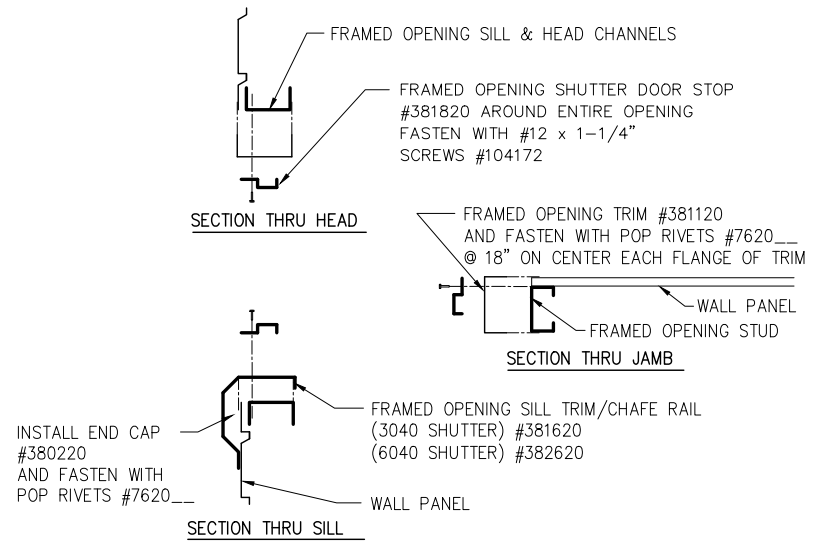 FRAMED OPENING SILL & HEAD CHANNELS
FRAMED OPENING SHUTTER DOOR STOP
#381820 AROUND ENTIRE OPENING
FASTEN WITH #12 x 1-1/4"
SCREWS #104172
SECTION THRU HEAD
FRAMED OPENING TRIM #381120
AND FASTEN WITH POP RIVETS #7620__
@ 18" ON CENTER EACH FLANGE OF TRIM
WALL PANEL
FRAMED OPENING STUD
SECTION THRU JAMB
FRAMED OPENING SILL TRIM/CHAFE RAIL
(3040 SHUTTER) #381620
(6040 SHUTTER) #382620
INSTALL END CAP
#380220
AND FASTEN WITH
POP RIVETS #7620__
WALL PANEL
SECTION THRU SILL